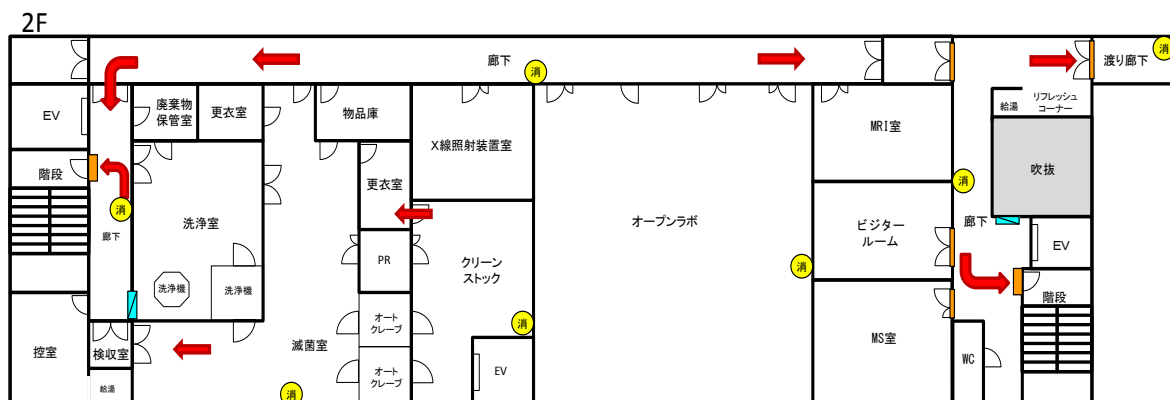 2F
廊下
消
消
渡り廊下
EV
廃棄物
保管室
更衣室
物品庫
X線照射装置室
MRI室
給湯
リフレッシュ
コーナー
階段
更衣室
吹抜
消
消
洗浄室
オープンラボ
ビジター
ルーム
廊下
廊下
PR
クリーン
ストック
消
EV
洗浄機
洗浄機
階段
オート
クレーブ
消
控室
検収室
滅菌室
MS室
WC
給湯
オート
クレーブ
EV
消